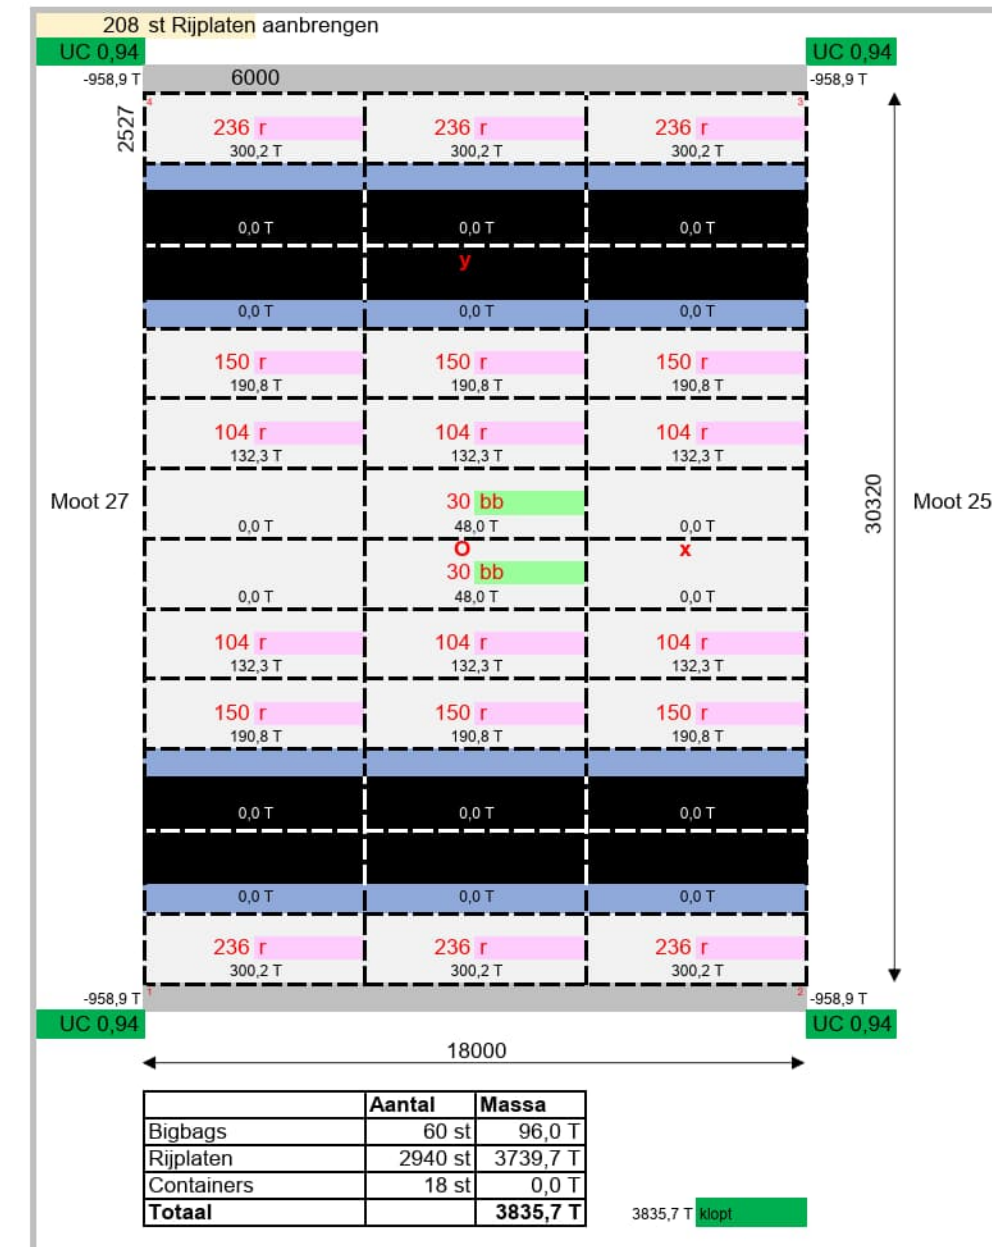 208 st Rijplaten aanbrengen
UC 0,94 UC 0,94
-958,9 T 6000 -958,9 T
4 3
2527
236 r 236 r 236 r
300,2 T 300,2 T 300,2 T
0,0 T 0,0 T 0,0 T
y
0,0 T 0,0 T 0,0 T
150 r 150 r 150 r
190,8 T 190,8 T 190,8 T
104 r 104 r 104 r
132,3 T 132,3 T 132,3 T
Moot 27 30 bb 30320 Moot 25
0,0 T 48,0 T 0,0 T
O x
30 bb
0,0 T 48,0 T 0,0 T
104 r 104 r 104 r
132,3 T 132,3 T 132,3 T
150 r 150 r 150 r
190,8 T 190,8 T 190,8 T
0,0 T 0,0 T 0,0 T
0,0 T 0,0 T 0,0 T
236 r 236 r 236 r
300,2 T 300,2 T 300,2 T
1 2
-958,9 T -958,9 T
UC 0,94 UC 0,94
18000
Aantal Massa
Bigbags 60 st 96,0 T
Rijplaten 2940 st 3739,7 T
Containers 18 st 0,0 T
Totaal 3835,7 T 3835,7 T klopt